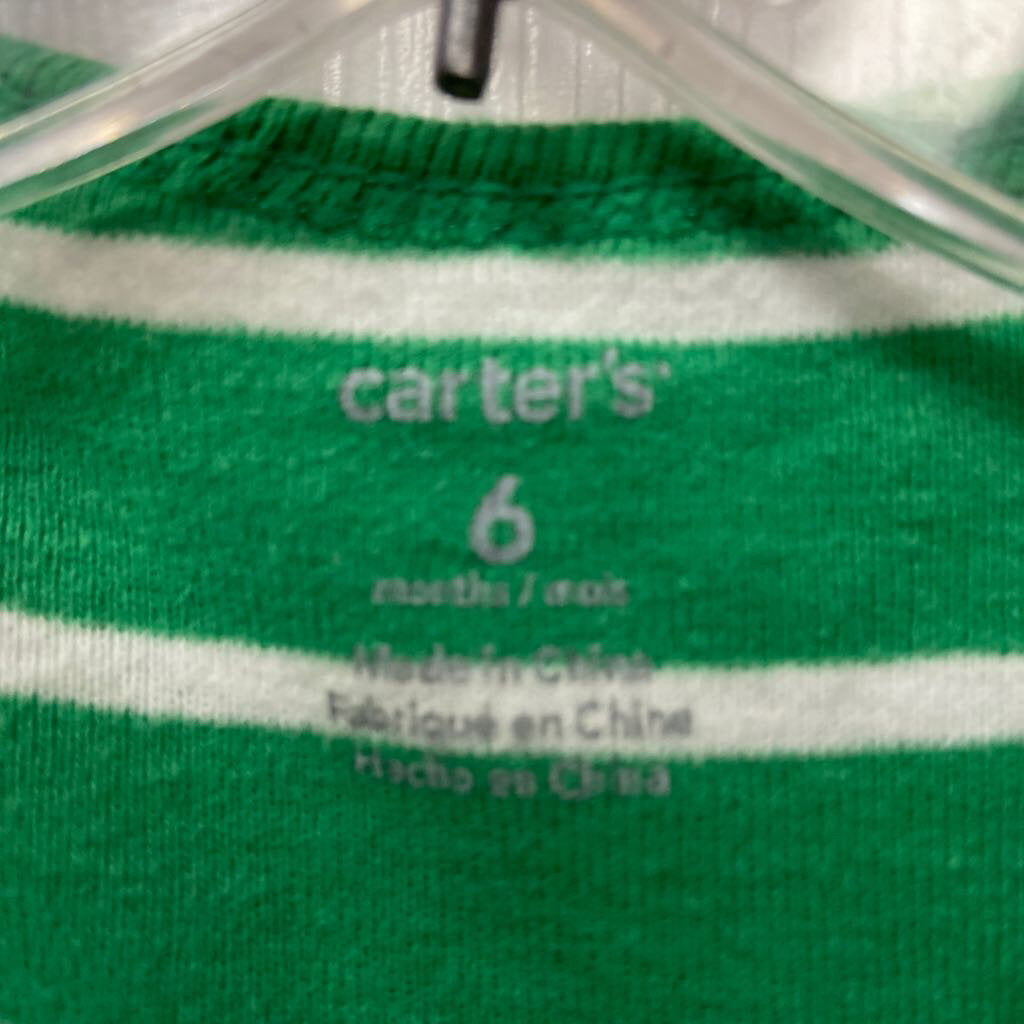 carter's
6
months / mois
Made in China
Fabriqué en Chine
Hecho en China